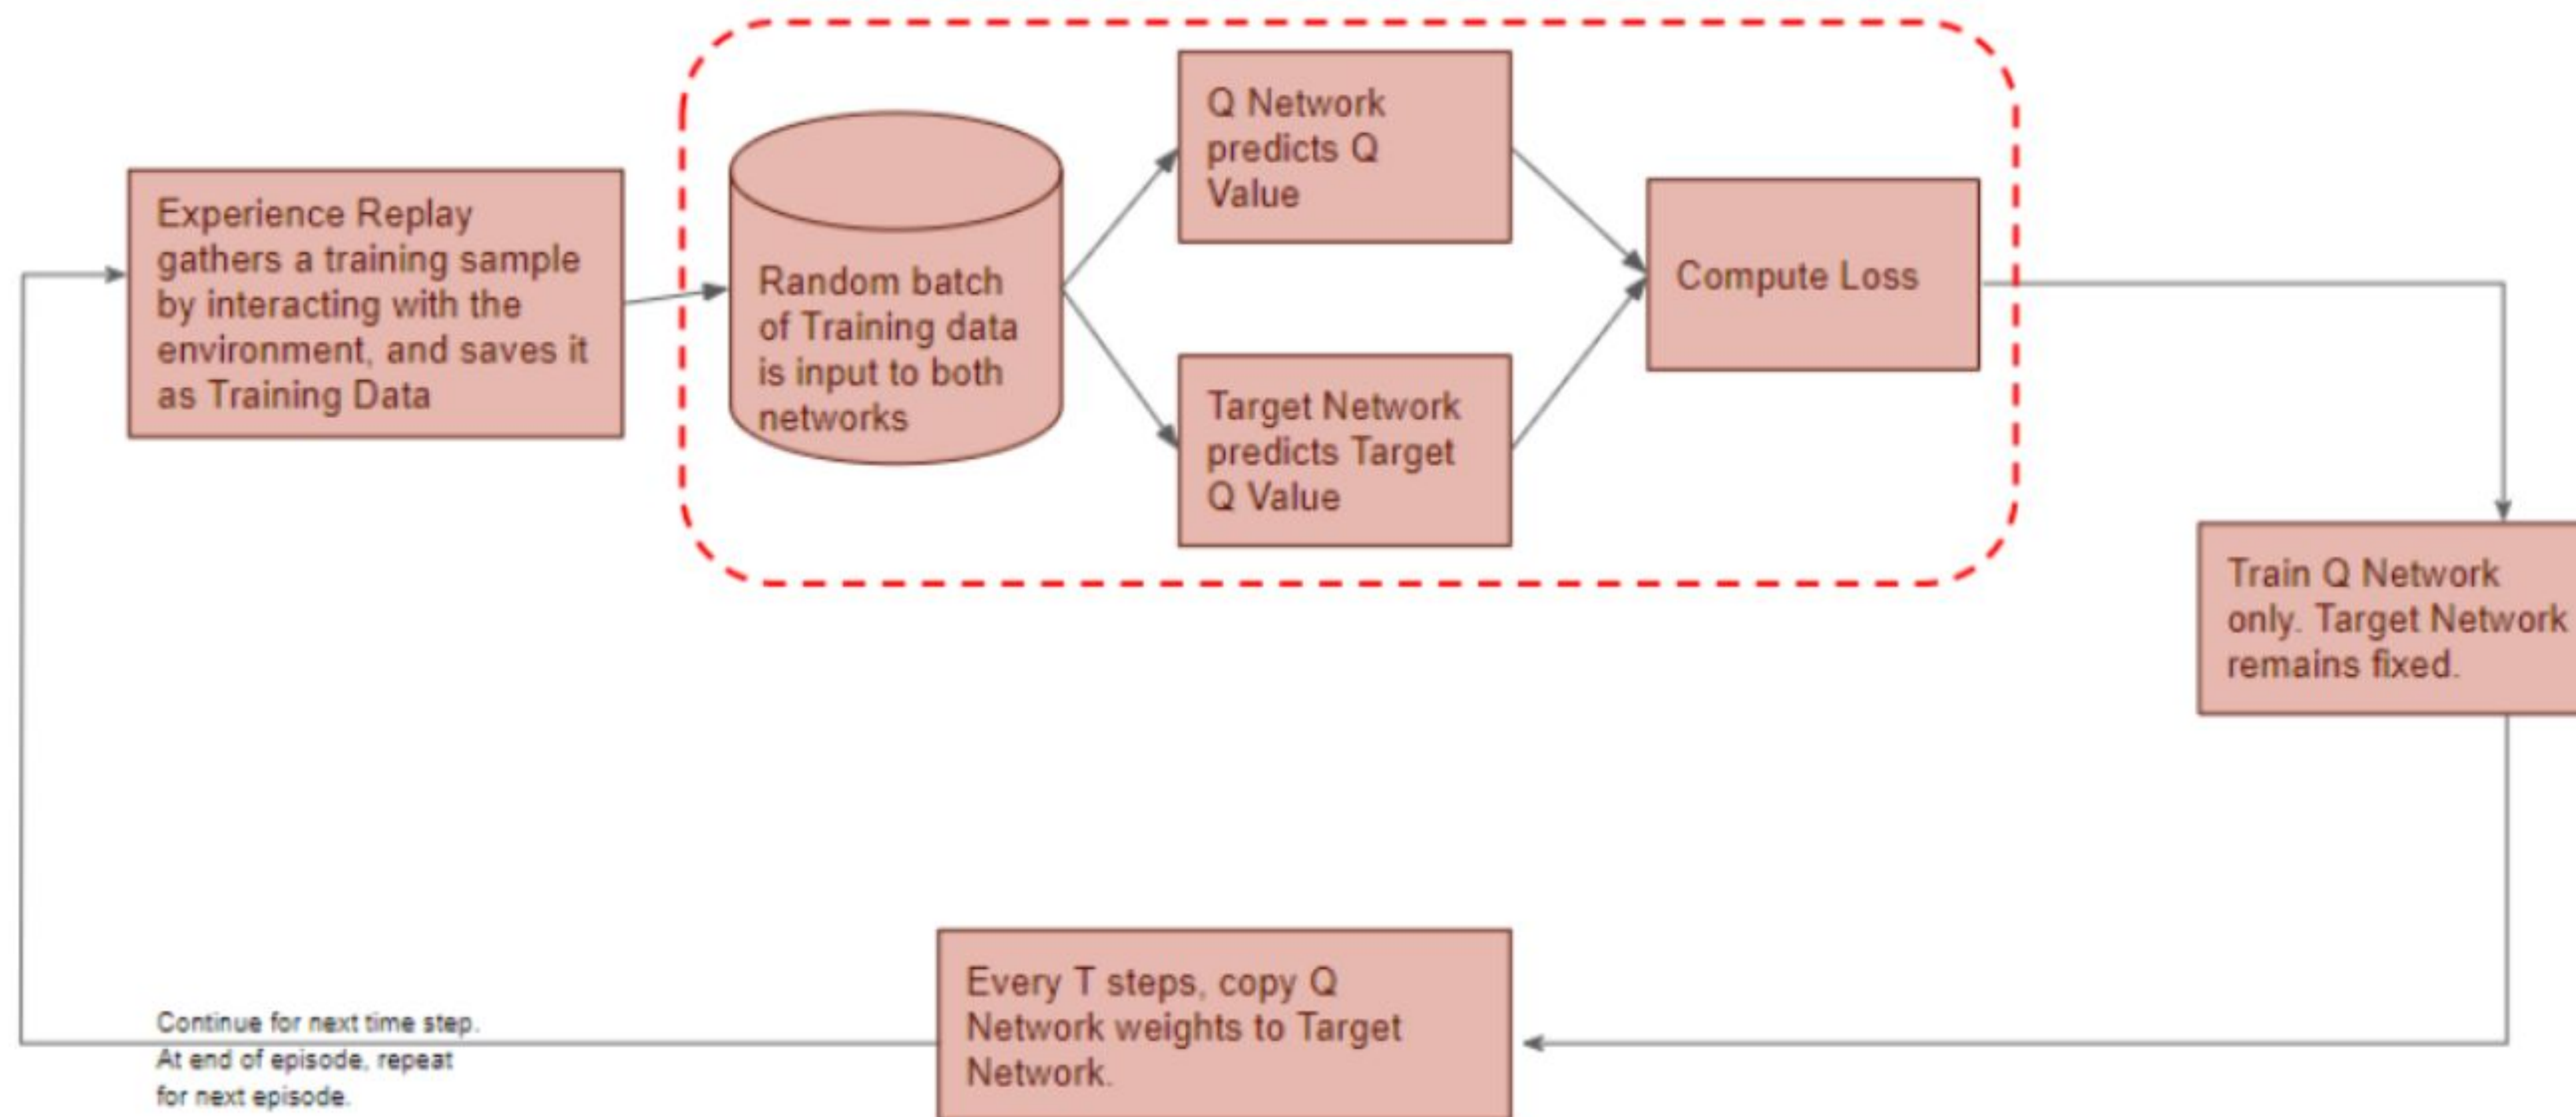 Experience Replay
gathers a training sample
by interacting with the
environment, and saves it
as Training Data
Random batch
of Training data
is input to both
networks
Q Network
predicts Q
Value
Target Network
predicts Target
Q Value
Compute Loss
Train Q Network
only. Target Network
remains fixed.
Every T steps, copy Q
Network weights to Target
Network.
Continue for next time step.
At end of episode, repeat
for next episode.